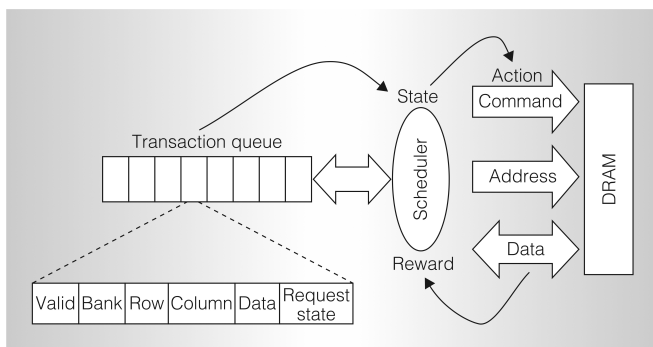 Action
State
Command
Transaction queue
Scheduler
Address
DRAM
Data
Reward
Valid
Bank
Row
Column
Data
Request
state